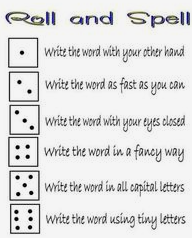 Roll and Spell
Write the word with your other hand
Write the word as fast as you can
Write the word with your eyes closed
Write the word in a fancy way
Write the word in all capital letters
Write the word using tiny letters